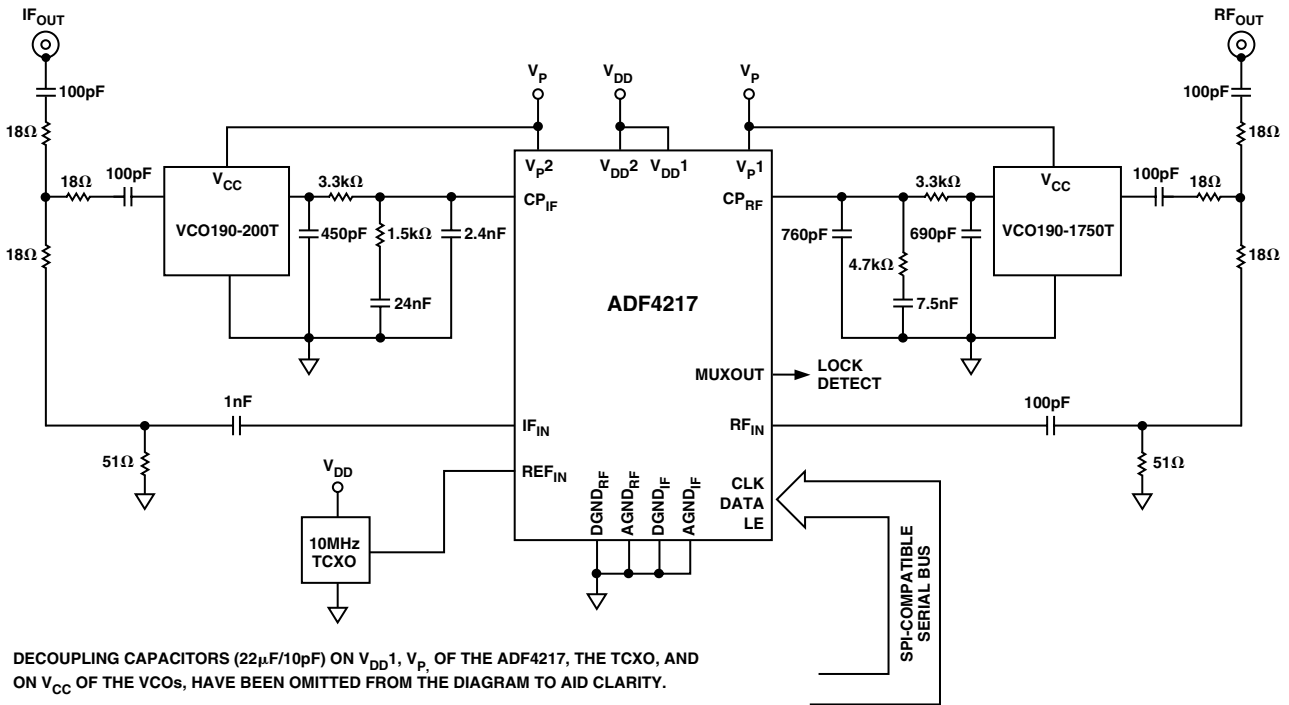 IFOUT
RFOUT
100pF
100pF
18Ω
18Ω
VP
VDD
VP
18Ω
100pF
VCC
VCO190-200T
3.3kΩ
450pF
1.5kΩ
2.4nF
24nF
18Ω
VP2
VDD2
VDD1
VP1
CPIF
CPRF
ADF4217
3.3kΩ
760pF
690pF
4.7kΩ
7.5nF
VCC
VCO190-1750T
100pF
18Ω
18Ω
MUXOUT
LOCK
DETECT
1nF
IFIN
RFIN
100pF
51Ω
51Ω
REFIN
VDD
10MHz
TCXO
DGNDRF
AGNDRF
DGNDIF
AGNDIF
CLK
DATA
LE
SPI-COMPATIBLE
SERIAL BUS
DECOUPLING CAPACITORS (22μF/10pF) ON VDD1, VP, OF THE ADF4217, THE TCXO, AND
ON VCC OF THE VCOs, HAVE BEEN OMITTED FROM THE DIAGRAM TO AID CLARITY.